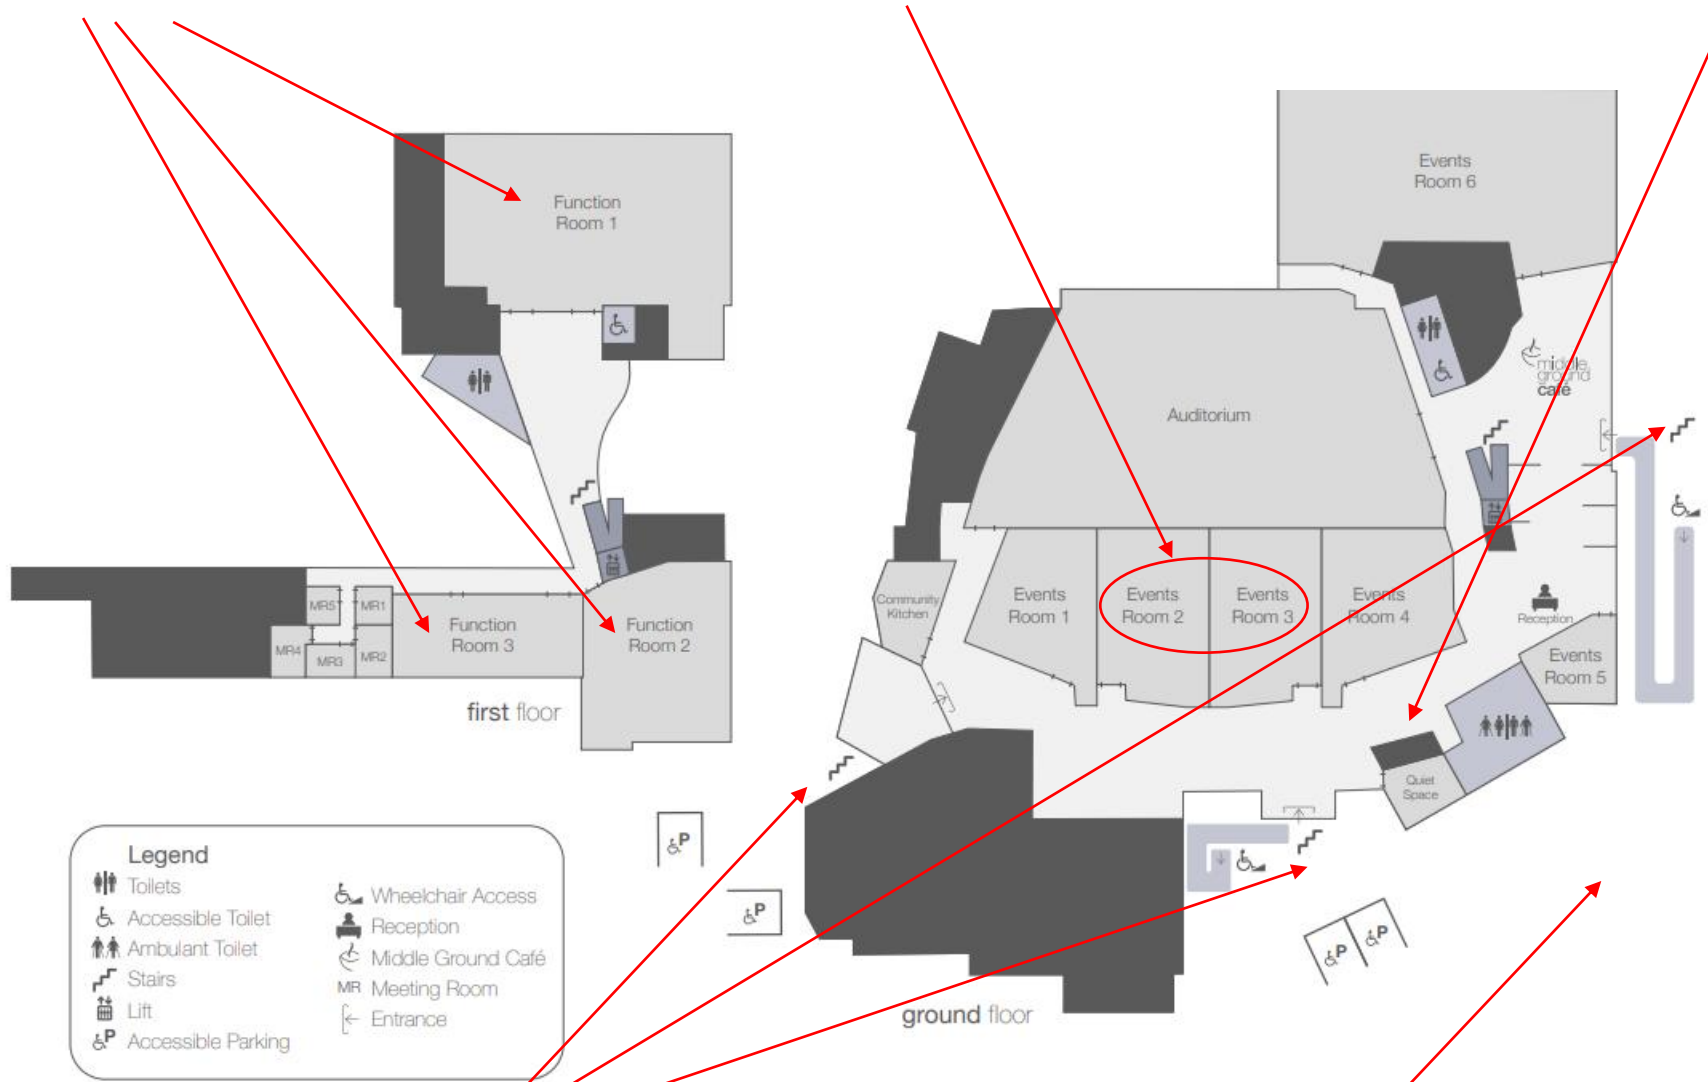 Function
Room 1
MR5
MR1
MR4
MR3
MR2
Function
Room 3
Function
Room 2
first floor
Events
Room 6
middle
ground
café
Auditorium
Community
Kitchen
Events
Room 1
Events
Room 2
Events
Room 3
Events
Room 4
Reception
Events
Room 5
Quiet
Space
P
P
P
P
ground floor
Legend
Toilets
Accessible Toilet
Ambulant Toilet
Stairs
Lift
P Accessible Parking
Wheelchair Access
Reception
Middle Ground Café
MR Meeting Room
Entrance